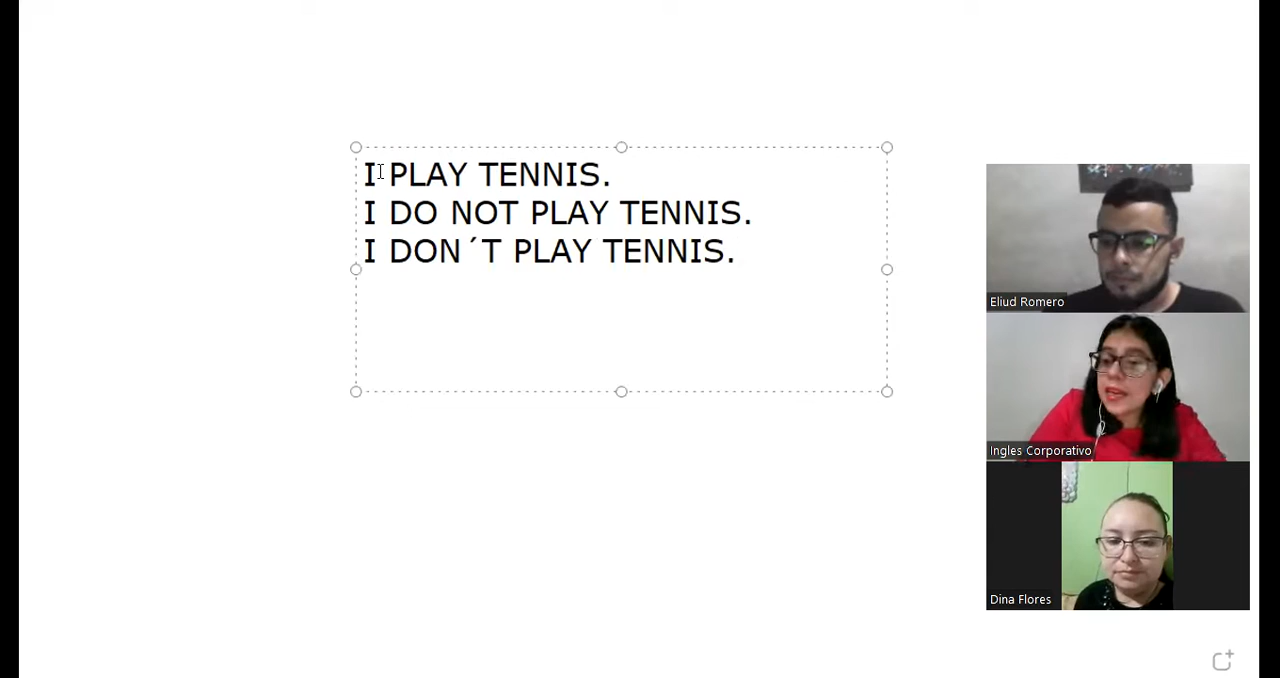 I PLAY TENNIS.
I DO NOT PLAY TENNIS.
I DON´T PLAY TENNIS.
Eliud Romero
Ingles Corporativo
Dina Flores